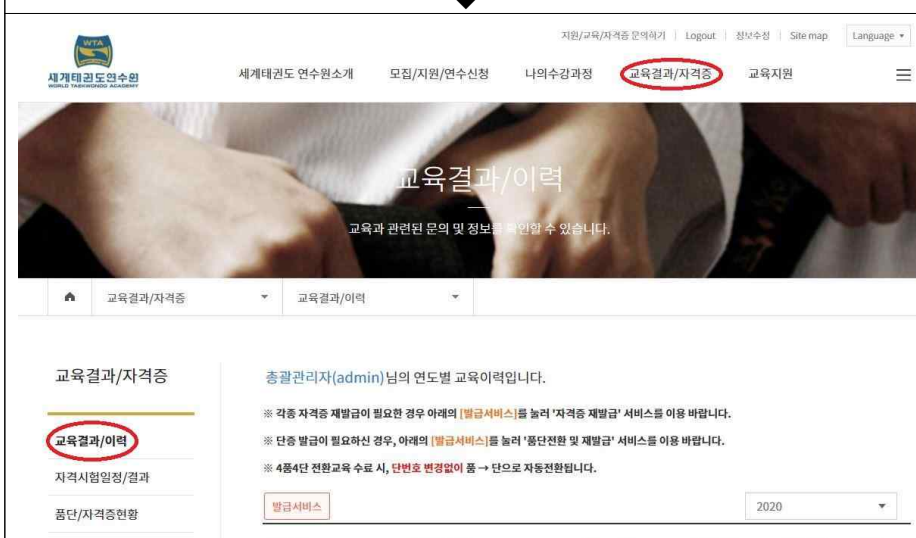 지원/교육/자격증 문의하기 | Logout | 정보수정 | Site map Language
WTA
세계태권도연수원
WORLD TAEKWONDO ACADEMY
세계태권도 연수원소개 모집/지원/연수신청 나의수강과정 교육결과/자격증 교육지원
교육결과/이력
교육과 관련된 문의 및 정보를 확인할 수 있습니다.
교육결과/자격증 교육결과/이력
교육결과/자격증
교육결과/이력
자격시험일정/결과
품단/자격증현황
총괄관리자(admin)님의 연도별 교육이력입니다.
※ 각종 자격증 재발급이 필요한 경우 아래의 [발급서비스]를 눌러 '자격증 재발급' 서비스를 이용 바랍니다.
※ 단증 발급이 필요하신 경우, 아래의 [발급서비스]를 눌러 '품단전환 및 재발급' 서비스를 이용 바랍니다.
※ 4품4단 전환교육 수료 시, 단번호 변경없이 품 → 단으로 자동전환됩니다.
발급서비스 2020